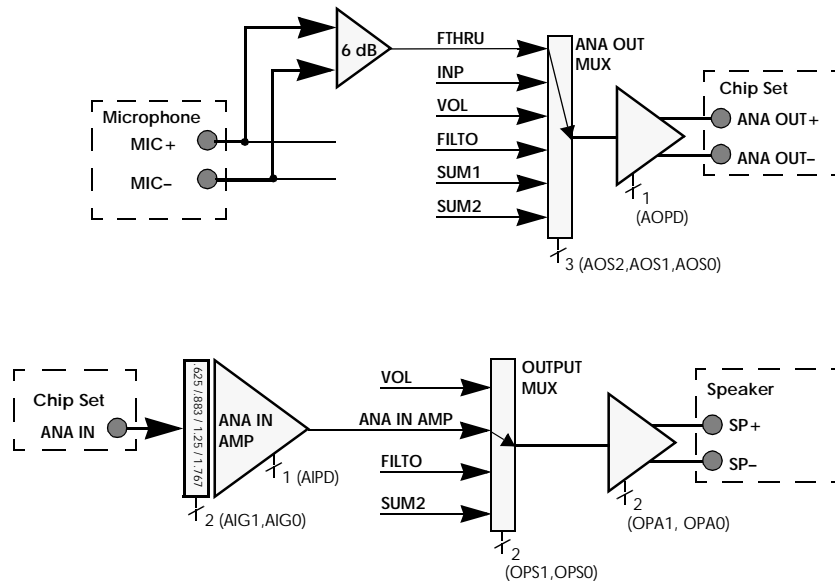 6 dB
FTHRU
INP
VOL
FILTO
SUM1
SUM2
ANA OUT
MUX
Chip Set
ANA OUT+
ANA OUT–
Microphone
MIC+
MIC–
1
(AOPD)
3 (AOS2,AOS1,AOS0)
Chip Set
ANA IN
.625 /.883 / 1.25 / 1.767
ANA IN
AMP
1 (AIPD)
2 (AIG1,AIG0)
VOL
ANA IN AMP
FILTO
SUM2
OUTPUT
MUX
2
(OPS1,OPS0)
2
(OPA1, OPA0)
Speaker
SP+
SP–